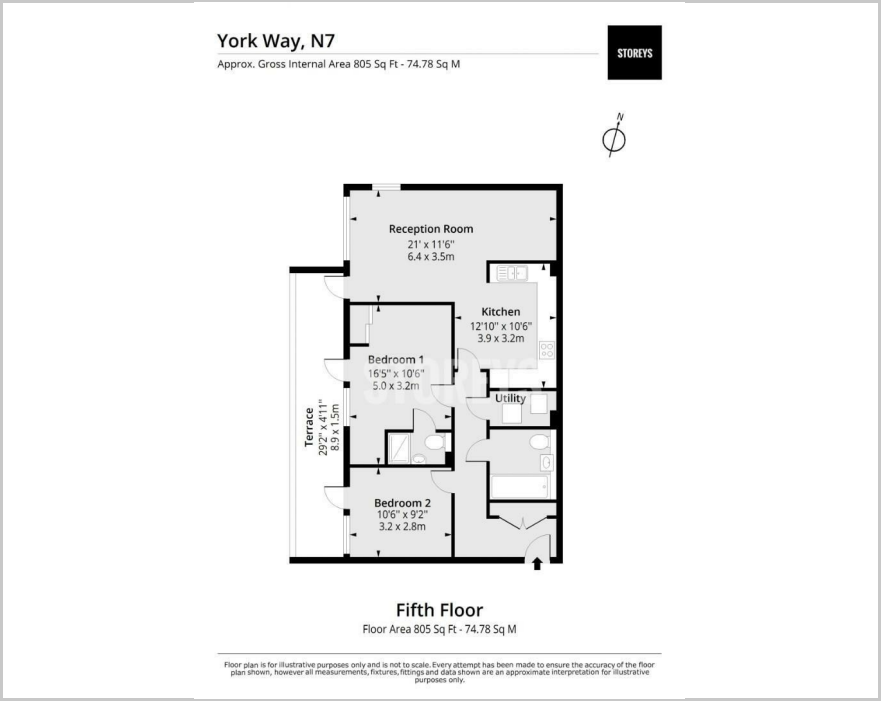 York Way, N7
Approx. Gross Internal Area 805 Sq Ft - 74.78 Sq M
STOREYS
N
Reception Room
21' x 11'6"
6.4 x 3.5m
Kitchen
12'10" x 10'6"
3.9 x 3.2m
Bedroom 1
16'5" x 10'6"
5.0 x 3.2m
STOREYS
Utility
Terrace
29'2" x 4'11"
8.9 x 1.5m
Bedroom 2
10'6" x 9'2"
3.2 x 2.8m
Fifth Floor
Floor Area 805 Sq Ft - 74.78 Sq M
Floor plan is for illustrative purposes only and is not to scale. Every attempt has been made to ensure the accuracy of the floor
plan shown, however all measurements, fixtures, fittings and data shown are an approximate interpretation for illustrative
purposes only.